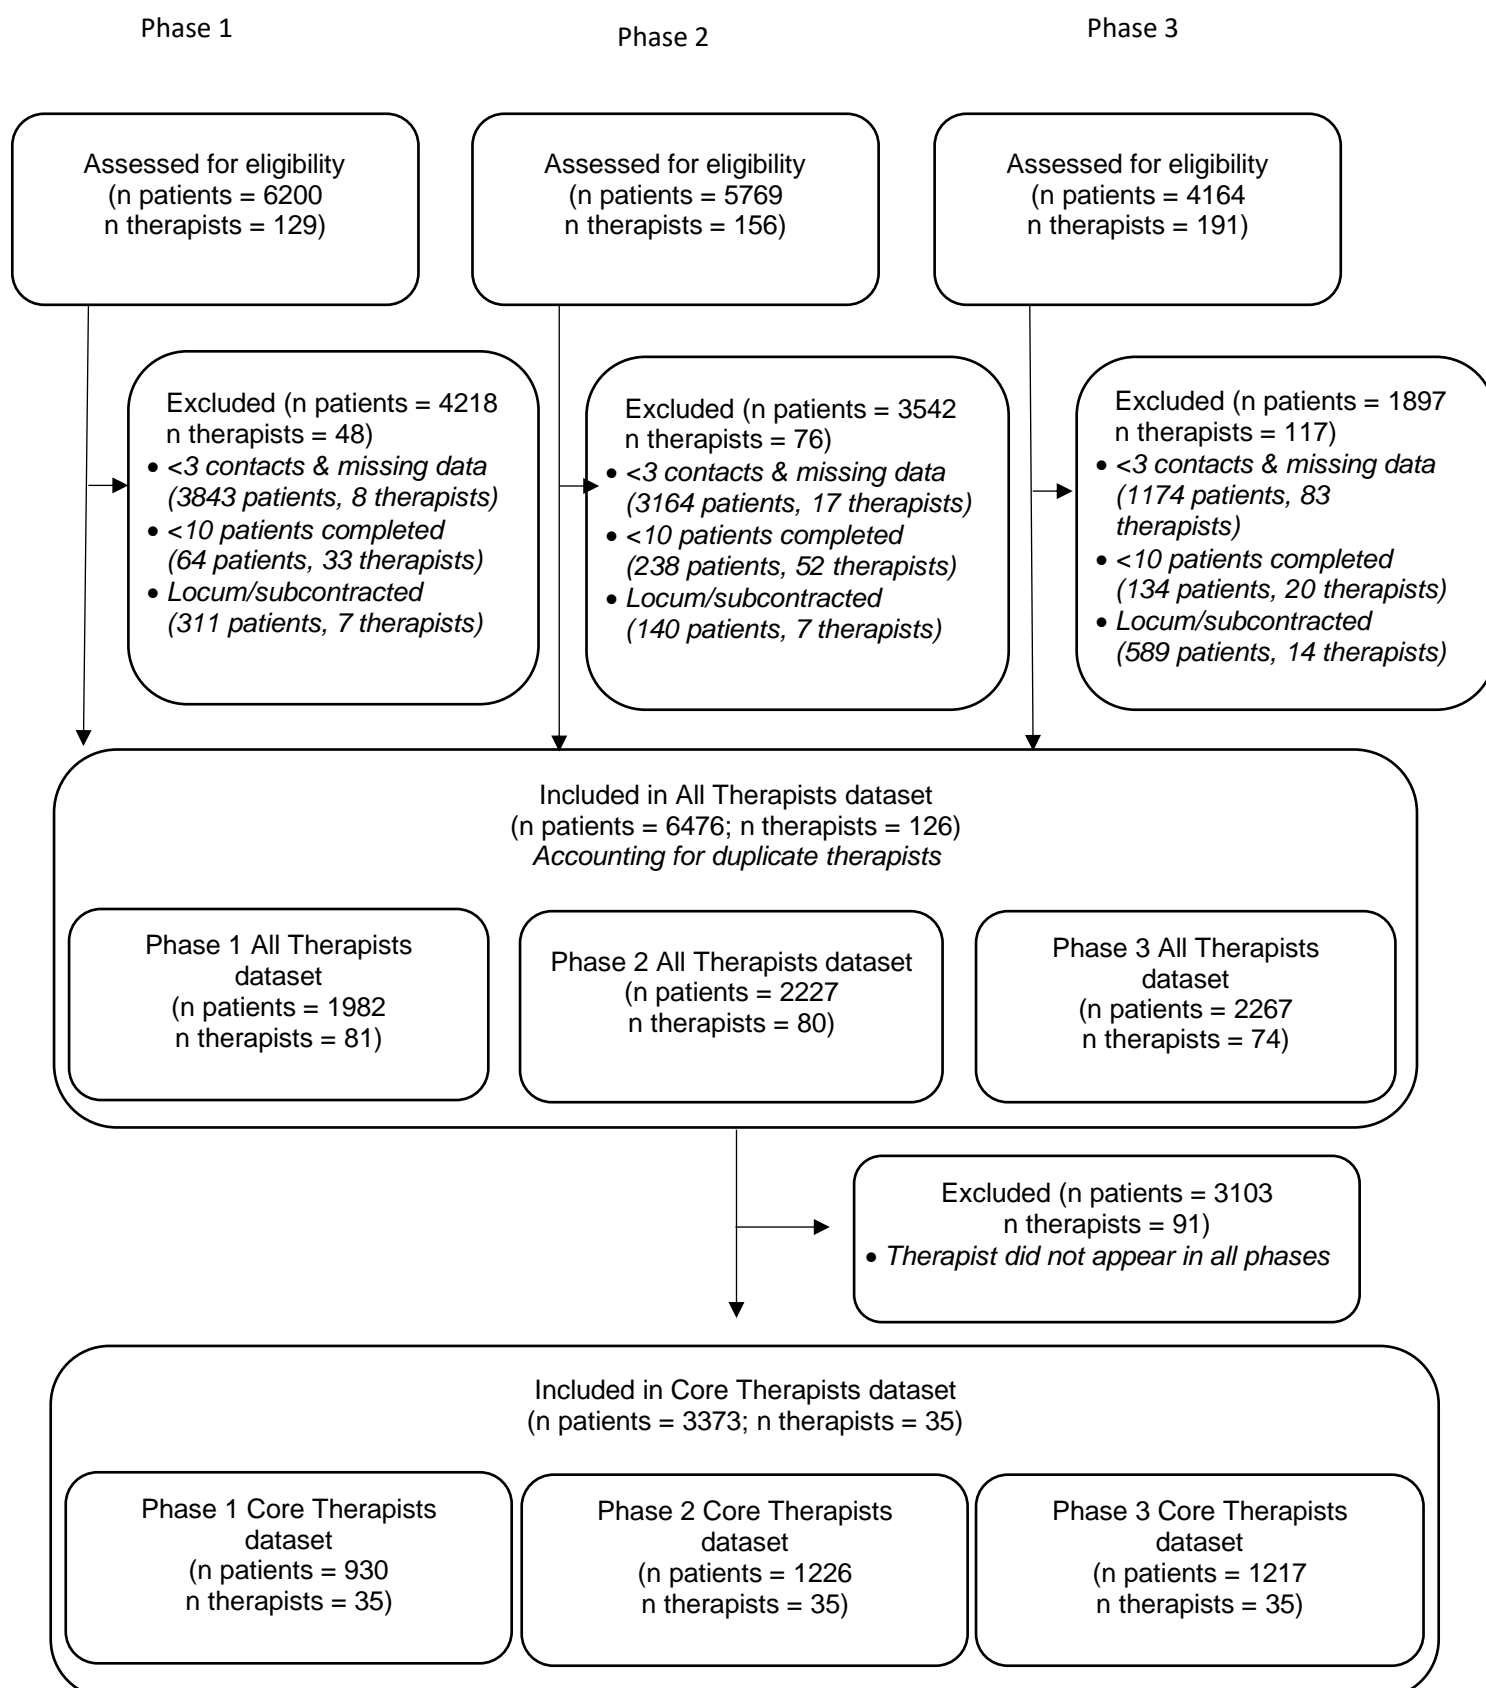 Phase 1
Phase 2
Phase 3
Assessed for eligibility
(n patients = 6200
n therapists = 129)
Assessed for eligibility
(n patients = 5769
n therapists = 156)
Assessed for eligibility
(n patients = 4164
n therapists = 191)
Excluded (n patients = 4218
n therapists = 48)
• <3 contacts & missing data
(3843 patients, 8 therapists)
• <10 patients completed
(64 patients, 33 therapists)
• Locum/subcontracted
(311 patients, 7 therapists)
Excluded (n patients = 3542
n therapists = 76)
• <3 contacts & missing data
(3164 patients, 17 therapists)
• <10 patients completed
(238 patients, 52 therapists)
• Locum/subcontracted
(140 patients, 7 therapists)
Excluded (n patients = 1897
n therapists = 117)
• <3 contacts & missing data
(1174 patients, 83
therapists)
• <10 patients completed
(134 patients, 20 therapists)
• Locum/subcontracted
(589 patients, 14 therapists)
Included in All Therapists dataset
(n patients = 6476; n therapists = 126)
Accounting for duplicate therapists
Phase 1 All Therapists
dataset
(n patients = 1982
n therapists = 81)
Phase 2 All Therapists dataset
(n patients = 2227
n therapists = 80)
Phase 3 All Therapists
dataset
(n patients = 2267
n therapists = 74)
Excluded (n patients = 3103
n therapists = 91)
• Therapist did not appear in all phases
Included in Core Therapists dataset
(n patients = 3373; n therapists = 35)
Phase 1 Core Therapists
dataset
(n patients = 930
n therapists = 35)
Phase 2 Core Therapists
dataset
(n patients = 1226
n therapists = 35)
Phase 3 Core Therapists
dataset
(n patients = 1217
n therapists = 35)